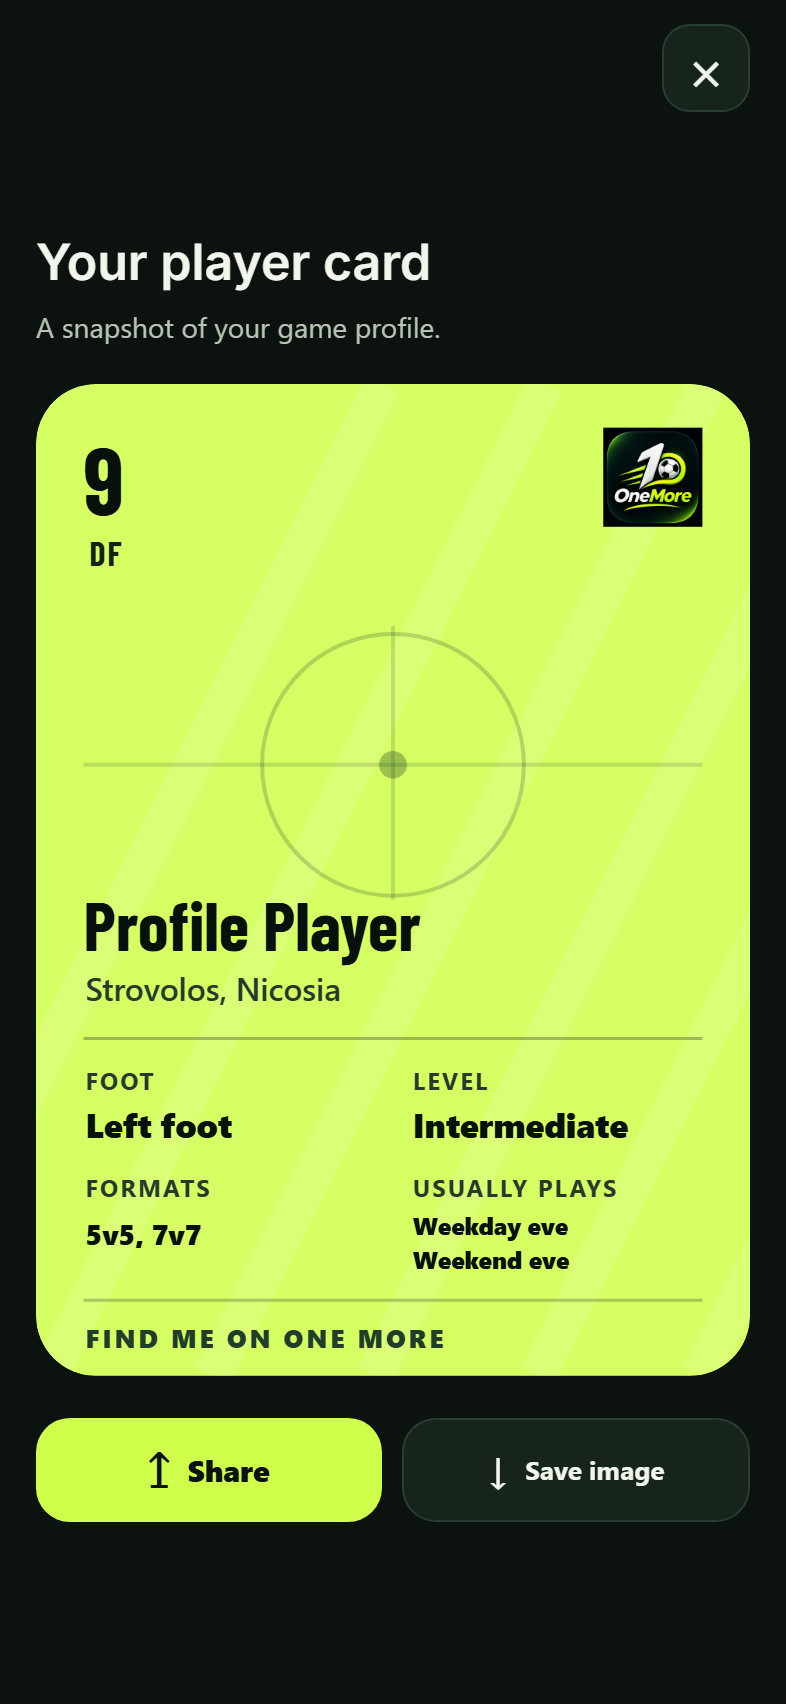 Your player card
A snapshot of your game profile.
9
DF
10
OneMore
Profile Player
Strovolos, Nicosia
FOOT
Left foot
LEVEL
Intermediate
FORMATS
5v5, 7v7
USUALLY PLAYS
Weekday eve
Weekend eve
FIND ME ON ONE MORE
Share
Save image